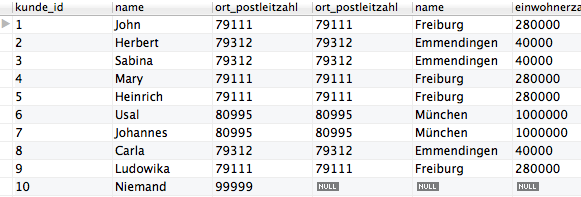 kunde_id name ort_postleitzahl ort_postleitzahl name einwohnerza
1 John 79111 79111 Freiburg 280000
2 Herbert 79312 79312 Emmendingen 40000
3 Sabina 79312 79312 Emmendingen 40000
4 Mary 79111 79111 Freiburg 280000
5 Heinrich 79111 79111 Freiburg 280000
6 Usal 80995 80995 München 1000000
7 Johannes 80995 80995 München 1000000
8 Carla 79312 79312 Emmendingen 40000
9 Ludowika 79111 79111 Freiburg 280000
10 Niemand 99999 NULL NULL NULL